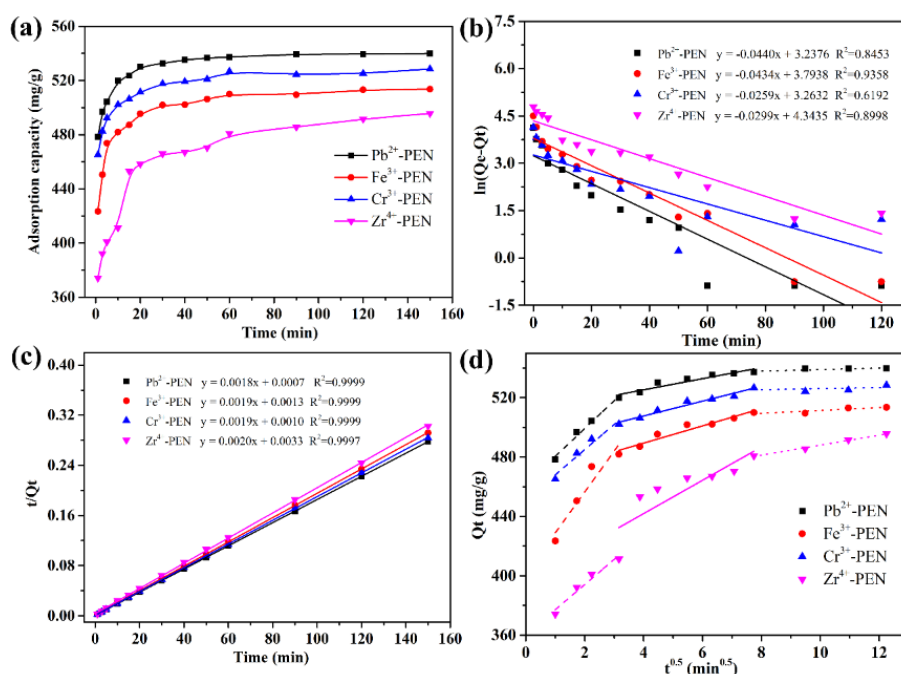 (a)
Adsorption capacity (mg/g)
560
520
480
440
400
360
Pb²⁺-PEN
Fe³⁺-PEN
Cr³⁺-PEN
Zr⁴⁺-PEN
0 20 40 60 80 100 120 140 160
Time (min)
(b)
ln(Qe-Qt)
6.0
4.5
3.0
1.5
0.0
-1.5
Pb²⁺-PEN y = -0.0440x + 3.2376 R²=0.8453
Fe³⁺-PEN y = -0.0434x + 3.7938 R²=0.9358
Cr³⁺-PEN y = -0.0259x + 3.2632 R²=0.6192
Zr⁴⁺-PEN y = -0.0299x + 4.3435 R²=0.8998
0 20 40 60 80 100 120
Time (min)
(c)
t/Qt
0.40
0.32
0.24
0.16
0.08
0.00
Pb²⁺-PEN y = 0.0018x + 0.0007 R²=0.9999
Fe³⁺-PEN y = 0.0019x + 0.0013 R²=0.9999
Cr³⁺-PEN y = 0.0019x + 0.0010 R²=0.9999
Zr⁴⁺-PEN y = 0.0020x + 0.0033 R²=0.9997
0 20 40 60 80 100 120 140 160
Time (min)
(d)
Qt (mg/g)
520
480
440
400
360
Pb²⁺-PEN
Fe³⁺-PEN
Cr³⁺-PEN
Zr⁴⁺-PEN
0 2 4 6 8 10 12
t⁰·⁵ (min⁰·⁵)